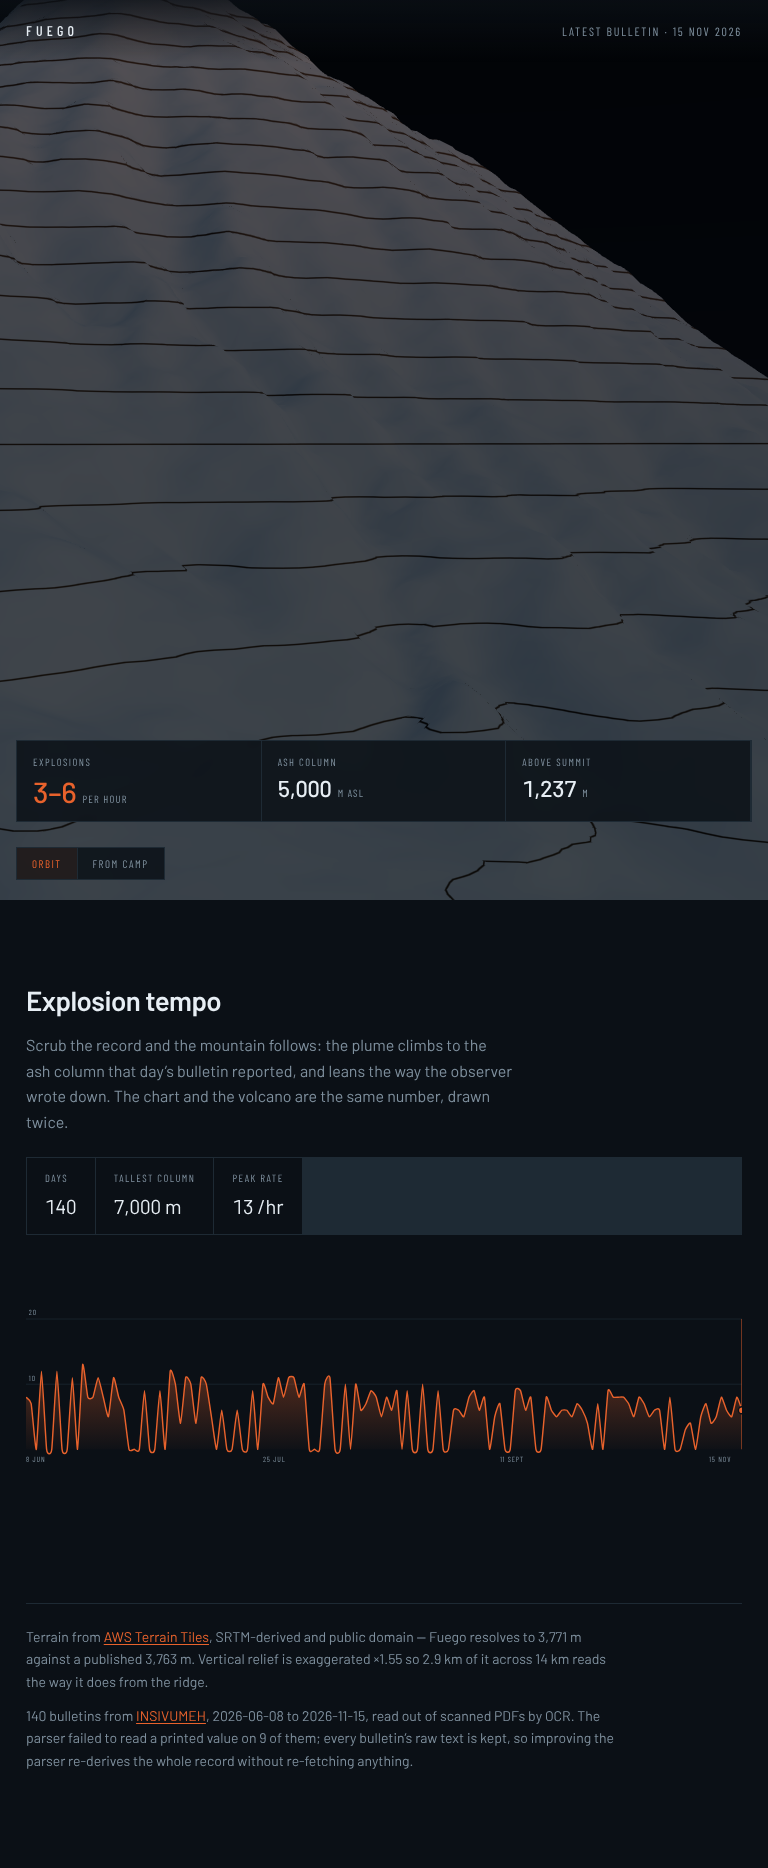 FUEGO
LATEST BULLETIN · 15 NOV 2026
EXPLOSIONS
3–6 PER HOUR
ASH COLUMN
5,000 M ASL
ABOVE SUMMIT
1,237 M
ORBIT
FROM CAMP
Explosion tempo
Scrub the record and the mountain follows: the plume climbs to the
ash column that day’s bulletin reported, and leans the way the observer
wrote down. The chart and the volcano are the same number, drawn
twice.
DAYS
140
TALLEST COLUMN
7,000 m
PEAK RATE
13 /hr
20
10
8 JUN
25 JUL
11 SEPT
15 NOV
Terrain from AWS Terrain Tiles, SRTM-derived and public domain — Fuego resolves to 3,771 m
against a published 3,763 m. Vertical relief is exaggerated ×1.55 so 2.9 km of it across 14 km reads
the way it does from the ridge.
140 bulletins from INSIVUMEH, 2026-06-08 to 2026-11-15, read out of scanned PDFs by OCR. The
parser failed to read a printed value on 9 of them; every bulletin’s raw text is kept, so improving the
parser re-derives the whole record without re-fetching anything.